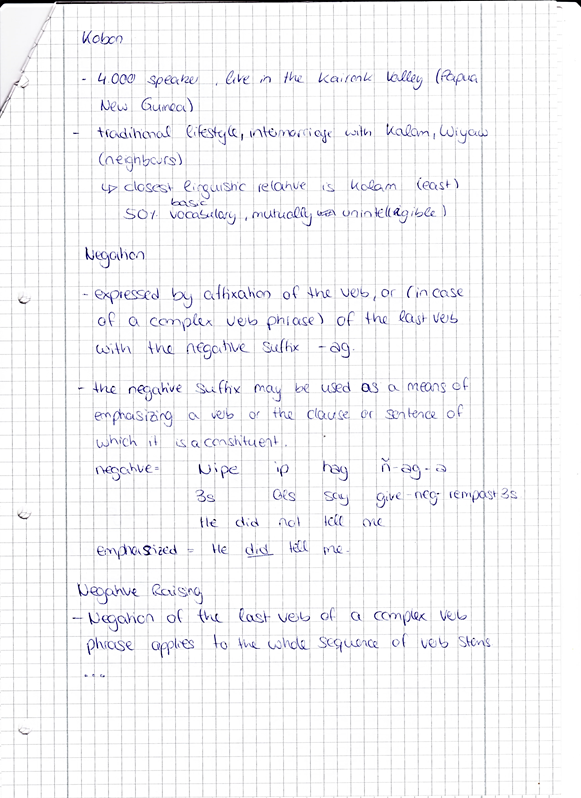 Kobon
- 4.000 speaker, live in the Kaironk Valley (Papua
New Guinea)
- traditional lifestyle, intermarriage with Kalam, Wiyaw
(neighbours)
↳ closest linguistic relative is Kalam (east)
basic
50% vocabulary, mutually unintelligible)
Negation
- expressed by affixation of the verb, or (in case
of a complex verb phrase) of the last verb
with the negative suffix -ag.
- the negative suffix may be used as a means of
emphasizing a verb or the clause or sentence of
which it is a constituent.
negative= Nipe ip hag ñ-ag-a
3s say give-neg-rempast3s
He did not tell me
emphasized = He did tell me.
Negative Raising
- Negation of the last verb of a complex verb
phrase applies to the whole sequence of verb stems
...